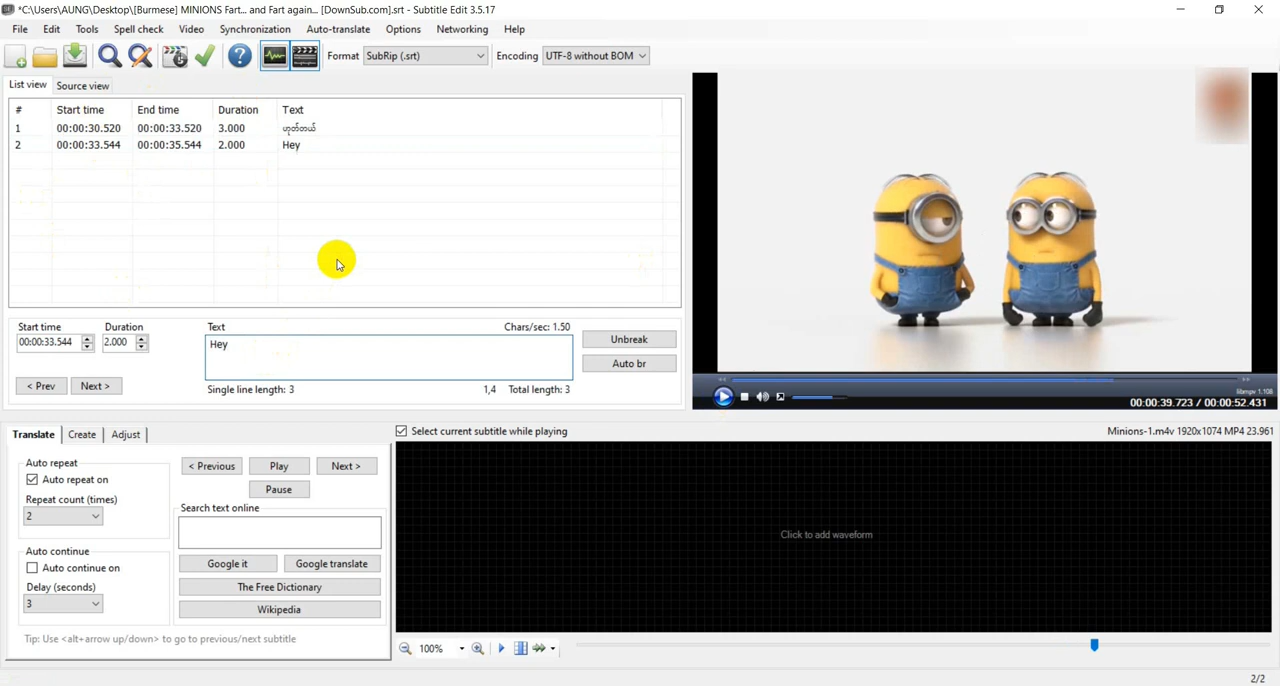 *C:\Users\AUNG\Desktop\[Burmese] MINIONS Fart... and Fart again... [DownSub.com].srt - Subtitle Edit 3.5.17
File Edit Tools Spell check Video Synchronization Auto-translate Options Networking Help
Format SubRip (.srt) Encoding UTF-8 without BOM
List view Source view
# Start time End time Duration Text
1 00:00:30.520 00:00:33.520 3.000 ဟုတ်တယ်
2 00:00:33.544 00:00:35.544 2.000 Hey
Start time Duration Text Chars/sec: 1.50
00:00:33.544 2.000 Hey
Unbreak
Auto br
< Prev Next >
Single line length: 3 1,4 Total length: 3
libmpv 1.108
00:00:39.723 / 00:00:52.431
Translate Create Adjust
Select current subtitle while playing Minions-1.m4v 1920x1074 MP4 23.961
Auto repeat
Auto repeat on
Repeat count (times)
2
Auto continue
Auto continue on
Delay (seconds)
3
< Previous Play Next >
Pause
Search text online
Google it Google translate
The Free Dictionary
Wikipedia
Tip: Use <alt+arrow up/down> to go to previous/next subtitle
Click to add waveform
100%
2/2